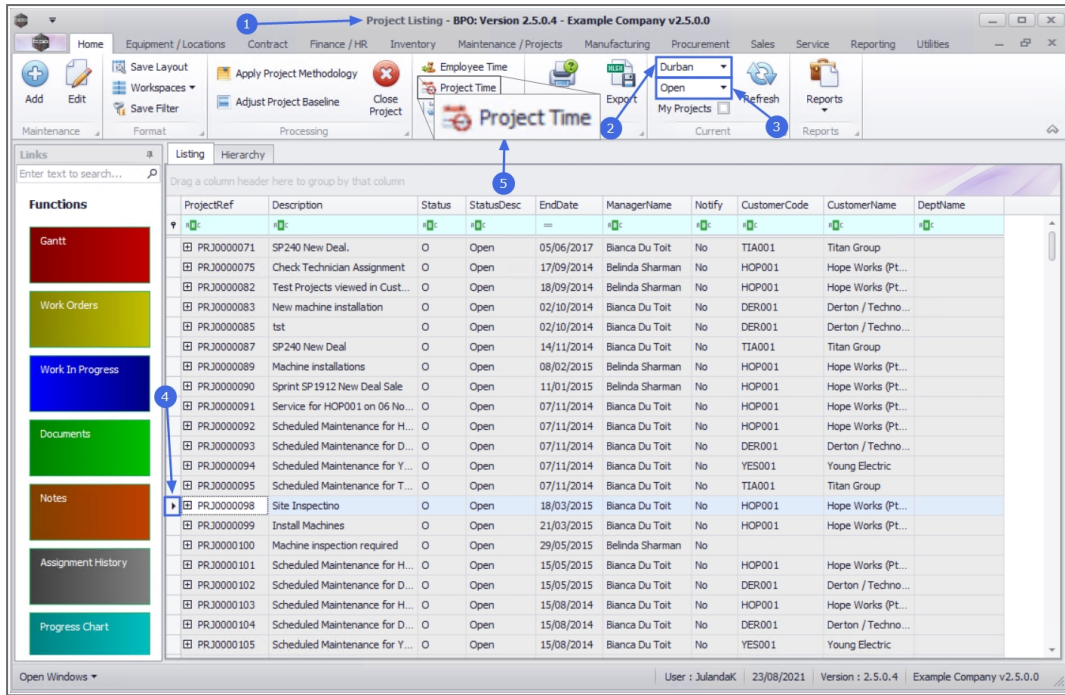 1
Project Listing - BPO: Version 2.5.0.4 - Example Company v2.5.0.0
Home Equipment / Locations Contract Finance / HR Inventory Maintenance / Projects Manufacturing Procurement Sales Service Reporting Utilities
Add
Edit
Maintenance
Save Layout
Workspaces
Save Filter
Format
Apply Project Methodology
Adjust Project Baseline
Close
Project
Processing
Employee Time
Project Time
Project Time
5
Export
2
Durban
Open
My Projects
Refresh
3
Current
Reports
Reports
Links
Enter text to search...
Functions
Gantt
Work Orders
Work In Progress
Documents
Notes
Assignment History
Progress Chart
4
Listing Hierarchy
Drag a column header here to group by that column
ProjectRef Description Status StatusDesc EndDate ManagerName Notify CustomerCode CustomerName DeptName
PRJ0000071 SP240 New Deal. O Open 05/06/2017 Bianca Du Toit No TIA001 Titan Group
PRJ0000075 Check Technician Assignment O Open 17/09/2014 Belinda Sharman No HOP001 Hope Works (Pt...
PRJ0000082 Test Projects viewed in Cust... O Open 18/09/2014 Belinda Sharman No HOP001 Hope Works (Pt...
PRJ0000083 New machine installation O Open 02/10/2014 Bianca Du Toit No DER001 Derton / Techno...
PRJ0000085 tst O Open 02/10/2014 Bianca Du Toit No DER001 Derton / Techno...
PRJ0000087 SP240 New Deal O Open 14/11/2014 Bianca Du Toit No TIA001 Titan Group
PRJ0000089 Machine installations O Open 08/02/2015 Belinda Sharman No HOP001 Hope Works (Pt...
PRJ0000090 Sprint SP1912 New Deal Sale O Open 11/01/2015 Belinda Sharman No HOP001 Hope Works (Pt...
PRJ0000091 Service for HOP001 on 06 No... O Open 07/11/2014 Bianca Du Toit No HOP001 Hope Works (Pt...
PRJ0000092 Scheduled Maintenance for H... O Open 07/11/2014 Bianca Du Toit No HOP001 Hope Works (Pt...
PRJ0000093 Scheduled Maintenance for D... O Open 07/11/2014 Bianca Du Toit No DER001 Derton / Techno...
PRJ0000094 Scheduled Maintenance for Y... O Open 07/11/2014 Bianca Du Toit No YES001 Young Electric
PRJ0000095 Scheduled Maintenance for T... O Open 07/11/2014 Bianca Du Toit No TIA001 Titan Group
PRJ0000098 Site Inspectino O Open 18/03/2015 Bianca Du Toit No HOP001 Hope Works (Pt...
PRJ0000099 Install Machines O Open 21/03/2015 Bianca Du Toit No HOP001 Hope Works (Pt...
PRJ0000100 Machine inspection required O Open 29/05/2015 Belinda Sharman No
PRJ0000101 Scheduled Maintenance for H... O Open 15/05/2015 Bianca Du Toit No HOP001 Hope Works (Pt...
PRJ0000102 Scheduled Maintenance for D... O Open 15/05/2015 Bianca Du Toit No DER001 Derton / Techno...
PRJ0000103 Scheduled Maintenance for H... O Open 15/08/2014 Bianca Du Toit No HOP001 Hope Works (Pt...
PRJ0000104 Scheduled Maintenance for D... O Open 15/08/2014 Bianca Du Toit No DER001 Derton / Techno...
PRJ0000105 Scheduled Maintenance for Y... O Open 15/08/2014 Bianca Du Toit No YES001 Young Electric
Open Windows User : JulandaK 23/08/2021 Version : 2.5.0.4 Example Company v2.5.0.0